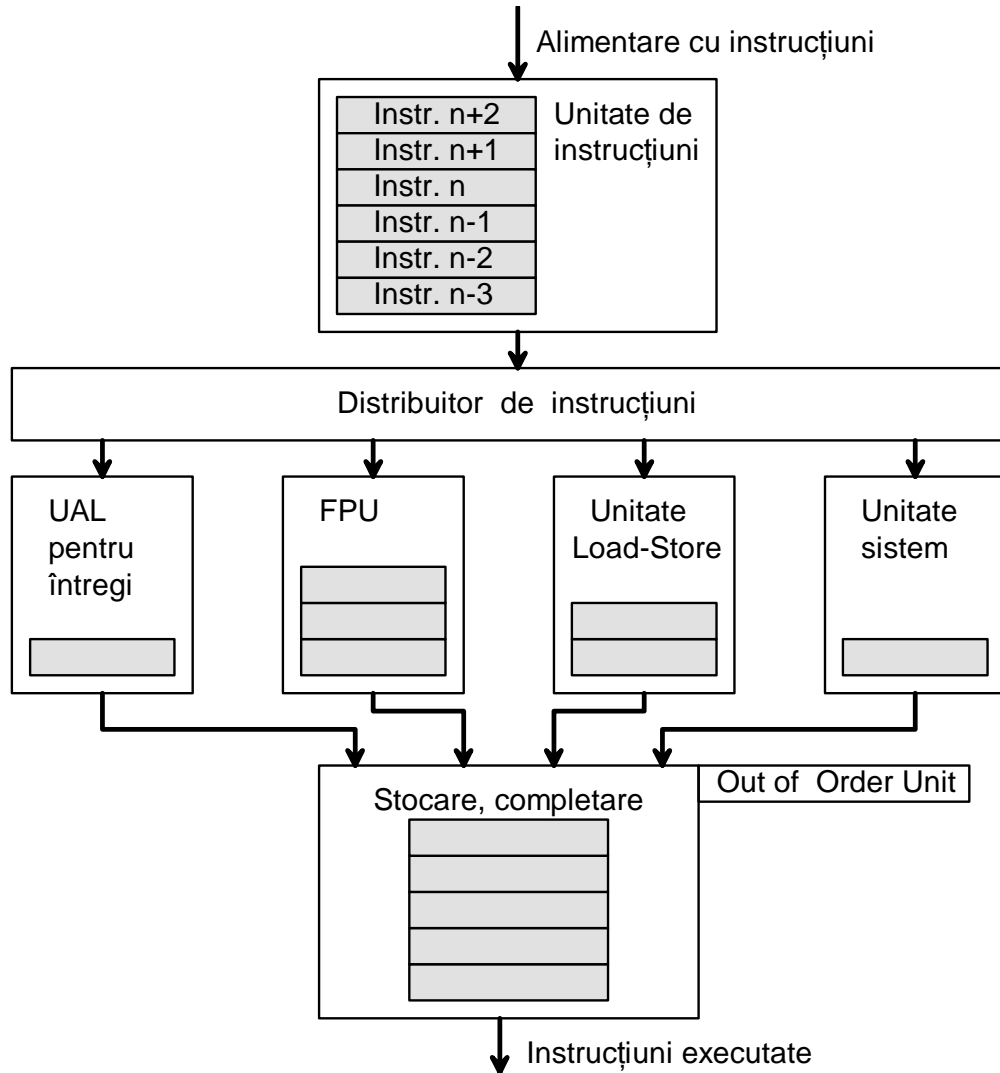 Alimentare cu instrucțiuni
Instr. n+2
Instr. n+1
Instr. n
Instr. n-1
Instr. n-2
Instr. n-3
Unitate de
instrucțiuni
Distribuitor de instrucțiuni
UAL
pentru
întregi
FPU
Unitate
Load-Store
Unitate
sistem
Stocare, completare
Out of Order Unit
Instrucțiuni executate